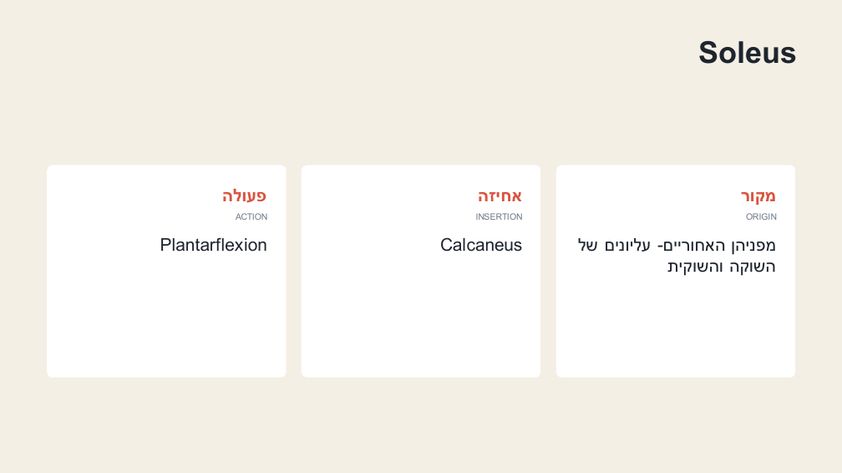 Soleus
מקור
ORIGIN
מפניהן האחוריים- עליונים של
השוקה והשוקית
אחיזה
INSERTION
Calcaneus
פעולה
ACTION
Plantarflexion